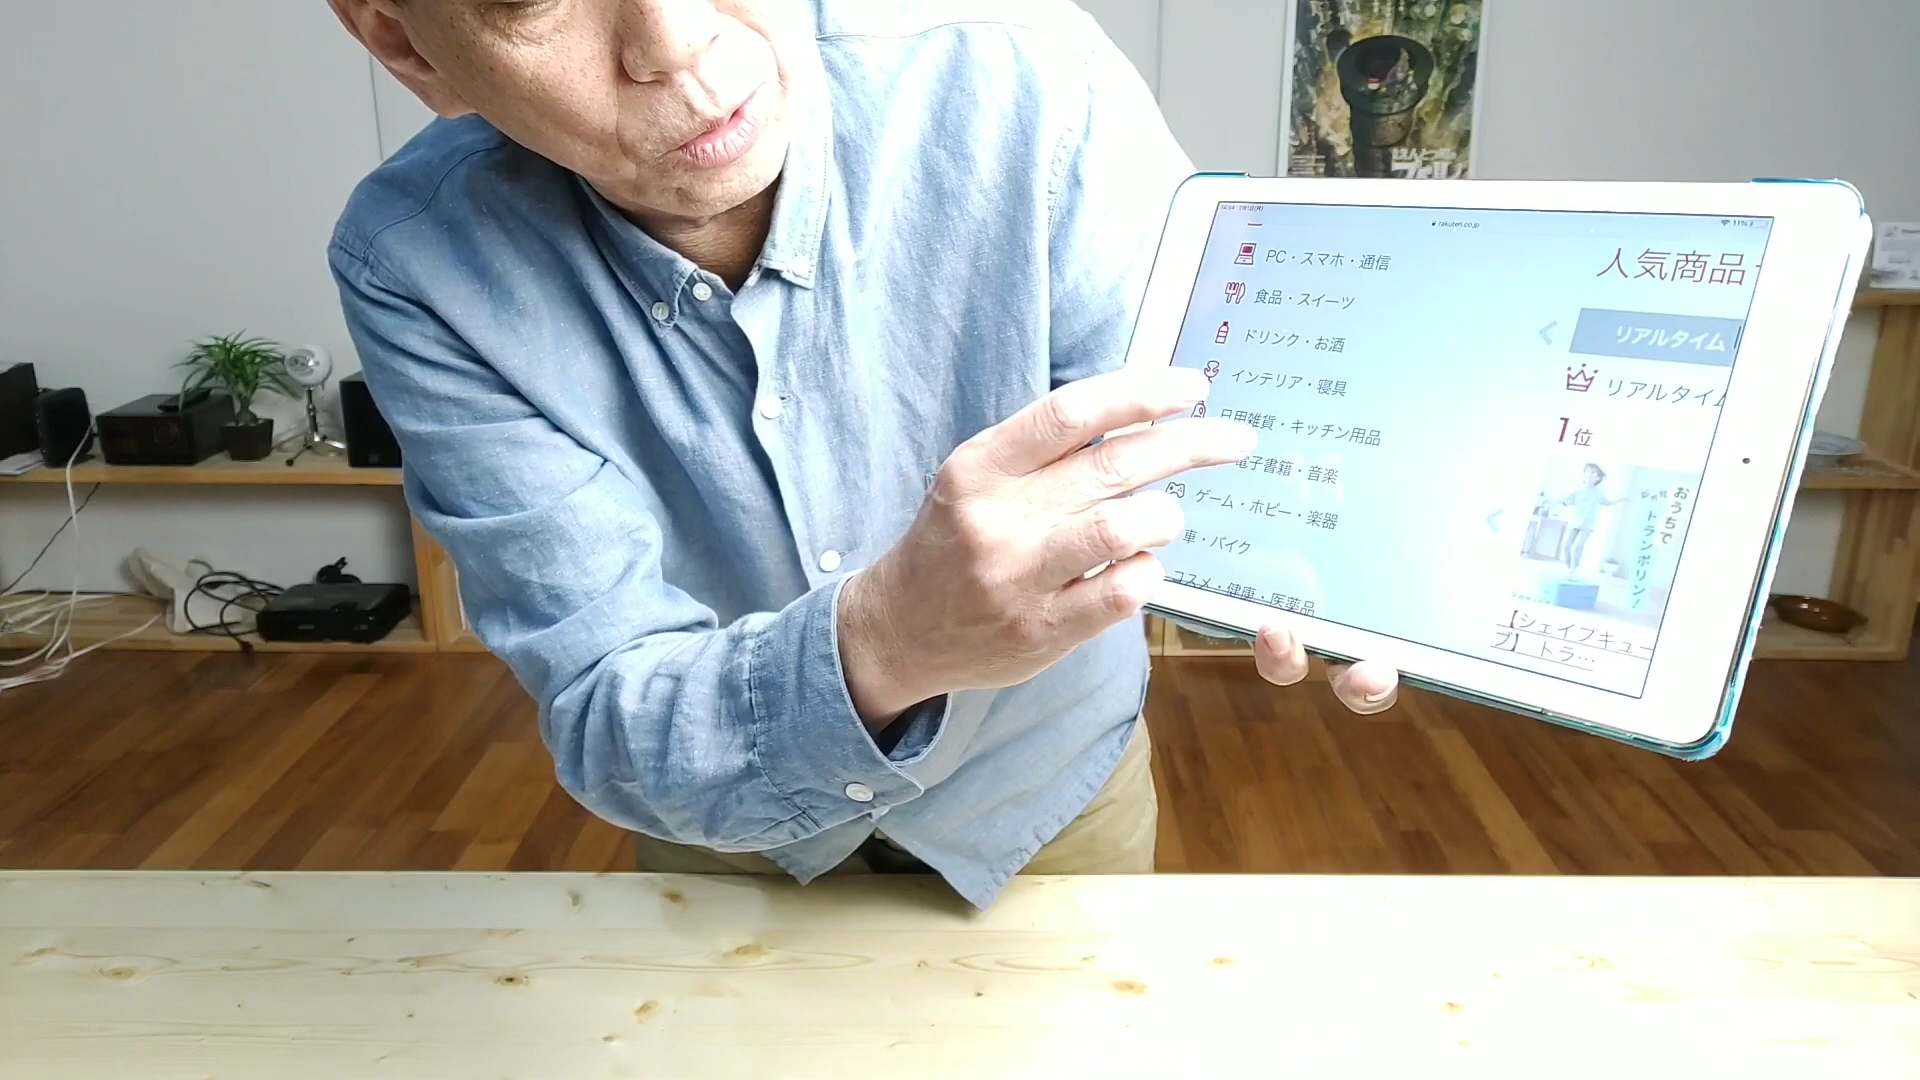 rakuten.co.jp
11%
PC・スマホ・通信
食品・スイーツ
ドリンク・お酒
インテリア・寝具
日用雑貨・キッチン用品
電子書籍・音楽
ゲーム・ホビー・楽器
車・バイク
コスメ・健康・医薬品
人気商品
リアルタイム
リアルタイム
1位
おうちで
トランポリン!
【シェイプキュー
ブ】 トラ…